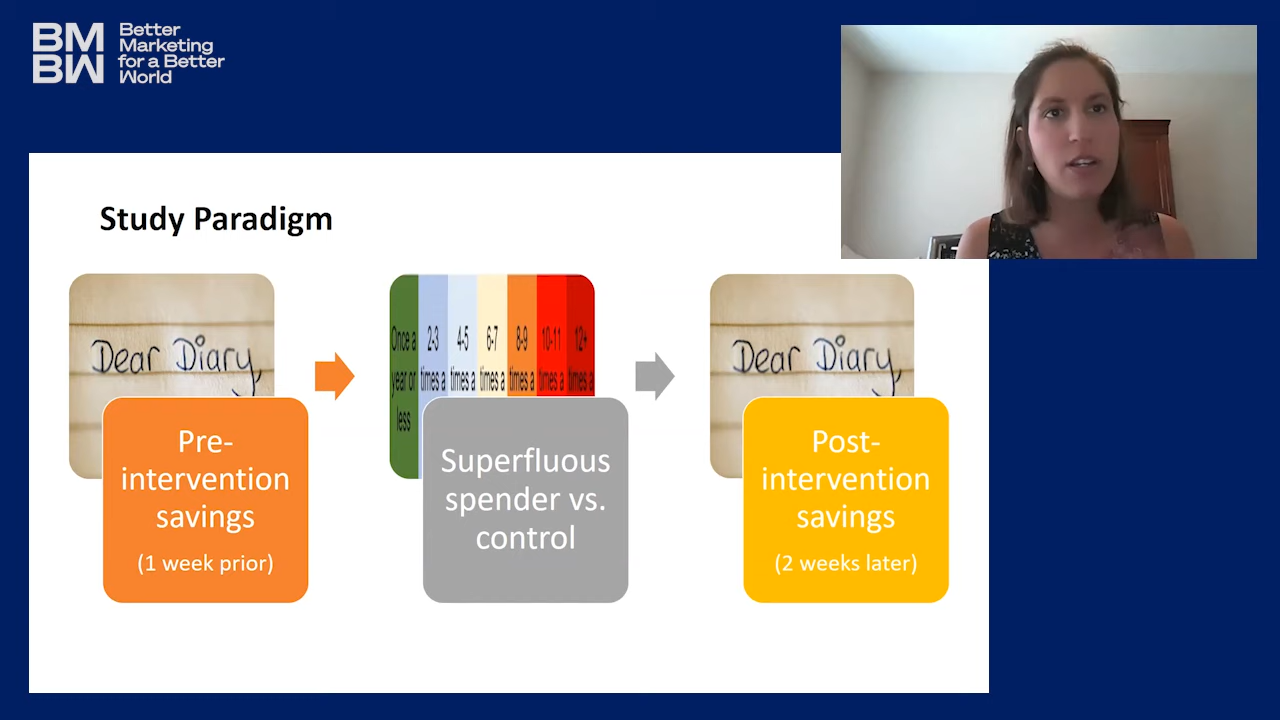 BM
BW
Better
Marketing
for a Better
World
Study Paradigm
Dear Diary,
Pre-
intervention
savings
(1 week prior)
Once a
year or
less
2-3
times a
4-5
times a
6-7
times a
8-9
times a
10-11
times a
12+
times a
Superfluous
spender vs.
control
Dear Diary,
Post-
intervention
savings
(2 weeks later)